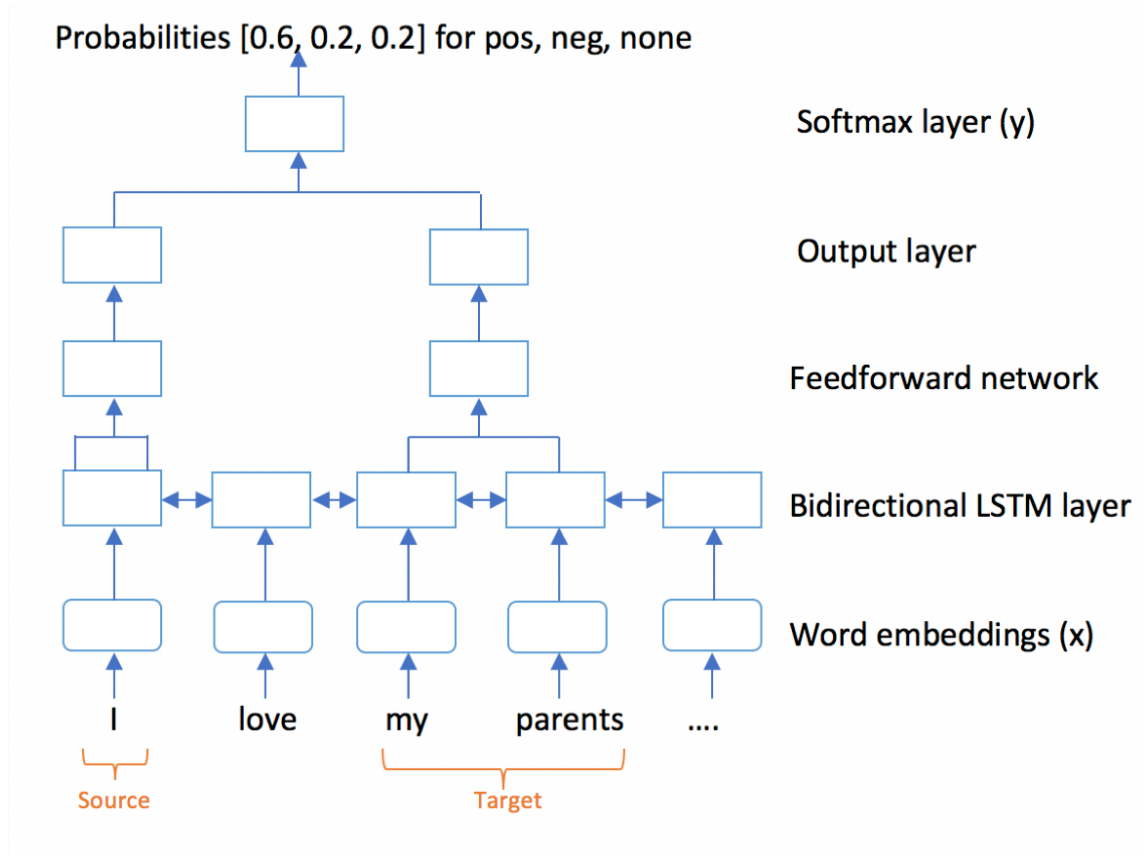 Probabilities [0.6, 0.2, 0.2] for pos, neg, none
Softmax layer (y)
Output layer
Feedforward network
Bidirectional LSTM layer
Word embeddings (x)
I love my parents ....
Source Target